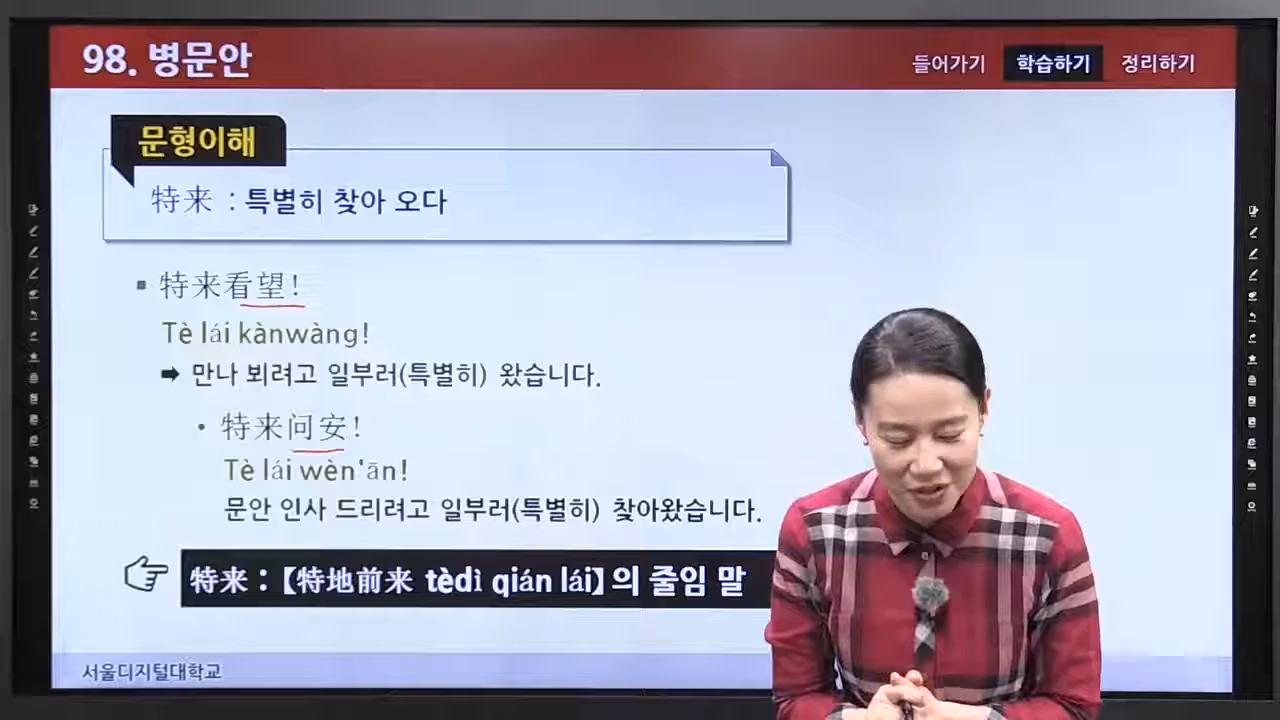 98. 병문안
들어가기 학습하기 정리하기
문형이해
特来 : 특별히 찾아 오다
▪ 特来看望!
Tè lái kànwàng!
➡ 만나 뵈려고 일부러(특별히) 왔습니다.
• 特来问安!
Tè lái wèn'ān!
문안 인사 드리려고 일부러(특별히) 찾아왔습니다.
特来 : 【特地前来 tèdì qián lái】의 줄임 말
서울디지털대학교